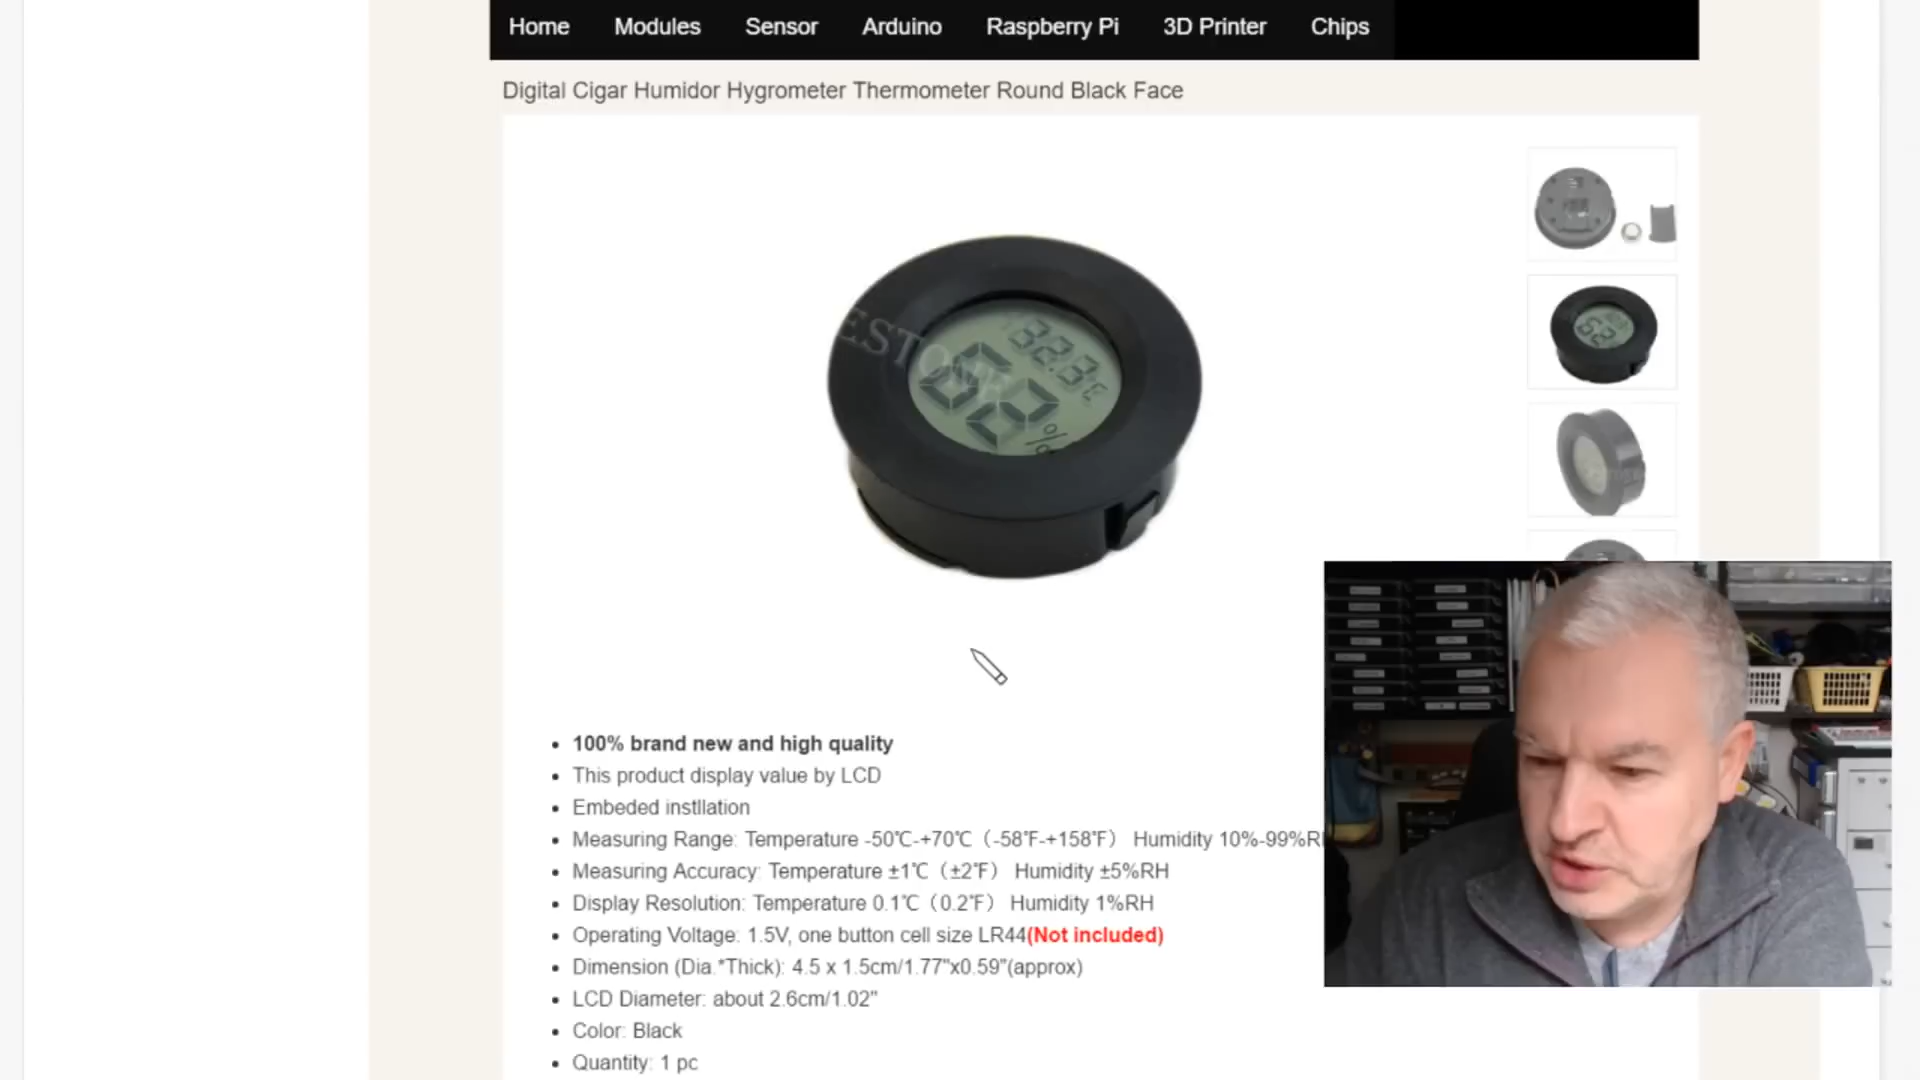 Home Modules Sensor Arduino Raspberry Pi 3D Printer Chips
Digital Cigar Humidor Hygrometer Thermometer Round Black Face
ESTO
32.3℃
62%
• 100% brand new and high quality
• This product display value by LCD
• Embeded instllation
• Measuring Range: Temperature -50℃-+70℃（-58℉-+158℉） Humidity 10%-99%R
• Measuring Accuracy: Temperature ±1℃（±2℉） Humidity ±5%RH
• Display Resolution: Temperature 0.1℃（0.2℉） Humidity 1%RH
• Operating Voltage: 1.5V, one button cell size LR44(Not included)
• Dimension (Dia.*Thick): 4.5 x 1.5cm/1.77"x0.59"(approx)
• LCD Diameter: about 2.6cm/1.02"
• Color: Black
• Quantity: 1 pc